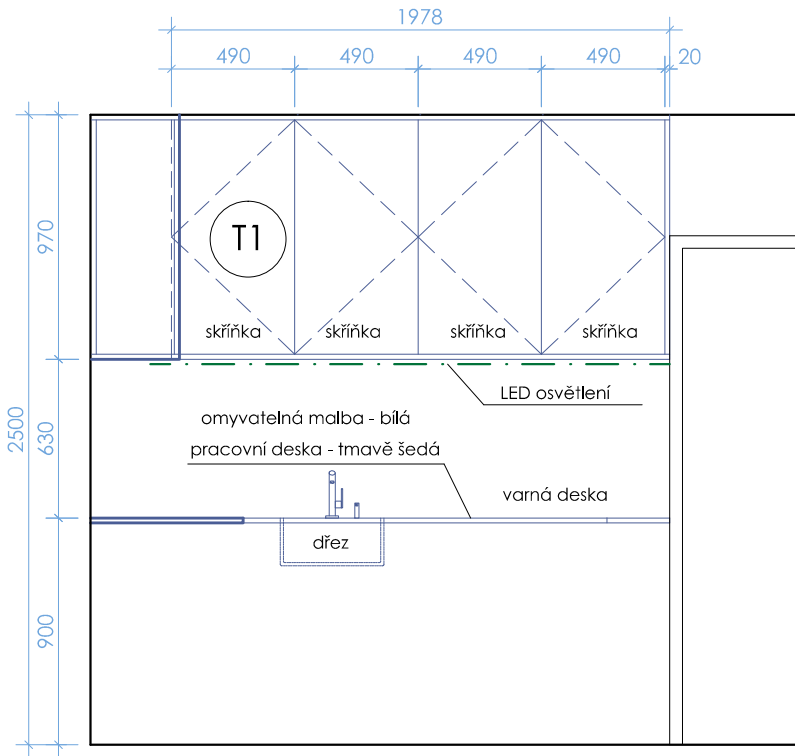 1978
490 490 490 490 20
970
T1
skříňka skříňka skříňka skříňka
LED osvětlení
omyvatelná malba - bílá
2500
630
pracovní deska - tmavě šedá
varná deska
dřez
900